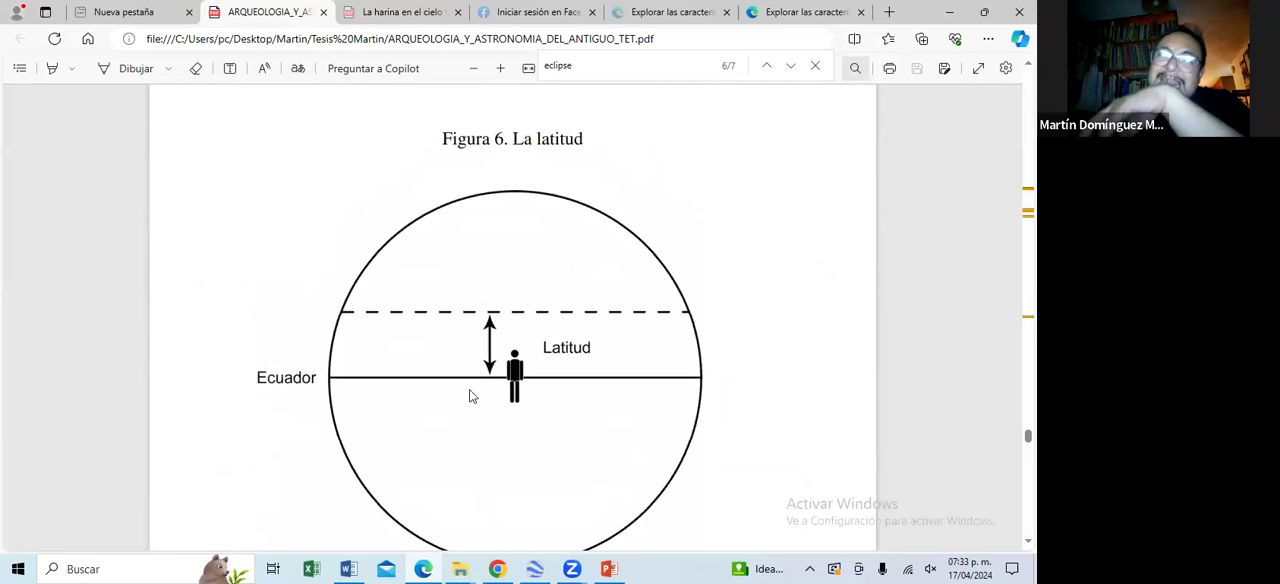 Nueva pestaña
ARQUEOLOGIA_Y_AS
La harina en el cielo
Iniciar sesión en Face
Explorar las caracterí
Explorar las caracterí
file:///C:/Users/pc/Desktop/Martin/Tesis%20Martin/ARQUEOLOGIA_Y_ASTRONOMIA_DEL_ANTIGUO_TET.pdf
Dibujar
Preguntar a Copilot
eclipse
6/7
Martín Domínguez M...
Figura 6. La latitud
Latitud
Ecuador
Activar Windows
Ve a Configuración para activar Windows.
Buscar
Idea...
07:33 p. m.
17/04/2024